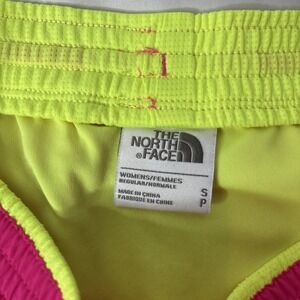 THE
NORTH
FACE
®
WOMENS/FEMMES
REGULAR/NORMALE
MADE IN CHINA
FABRIQUÉ EN CHINE
S
P